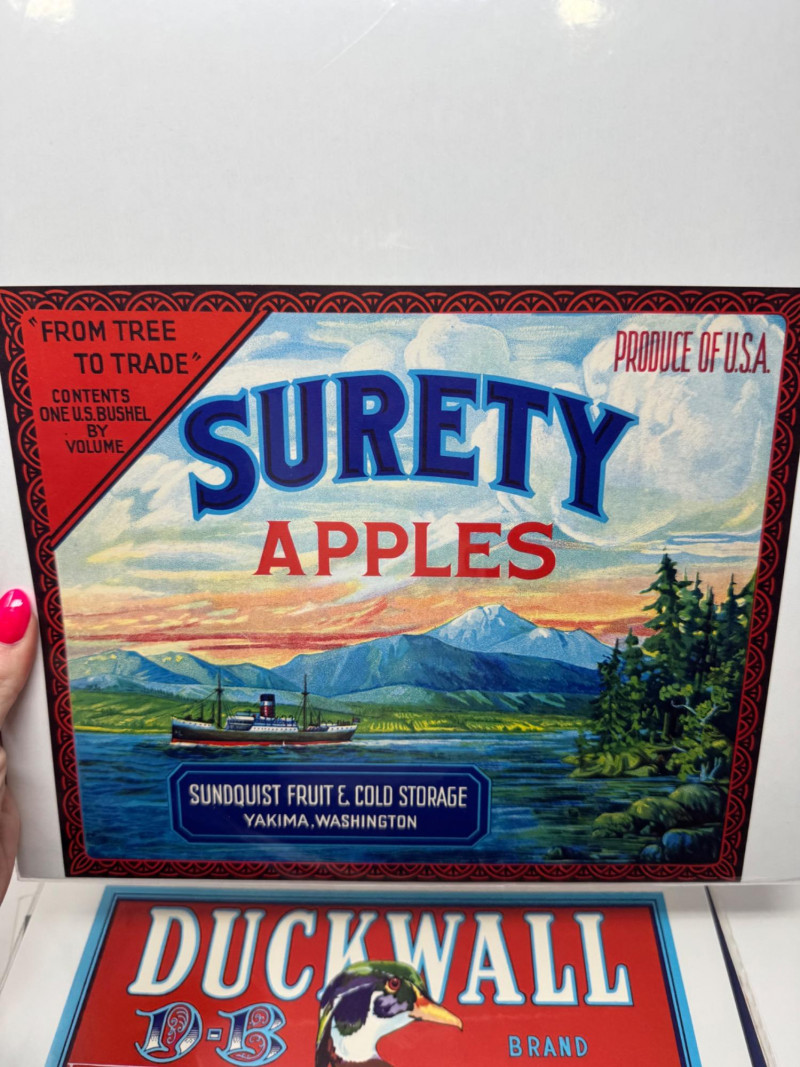 "FROM TREE
TO TRADE"
CONTENTS
ONE U.S. BUSHEL
BY
VOLUME
PRODUCE OF U.S.A.
SURETY
APPLES
SUNDQUIST FRUIT & COLD STORAGE
YAKIMA, WASHINGTON
DUCKWALL
D-B
BRAND